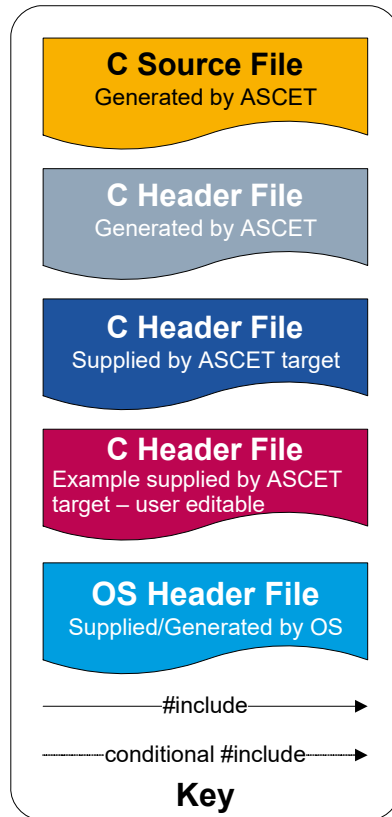 C Source File
Generated by ASCET
C Header File
Generated by ASCET
C Header File
Supplied by ASCET target
C Header File
Example supplied by ASCET
target – user editable
OS Header File
Supplied/Generated by OS
#include
conditional #include
Key